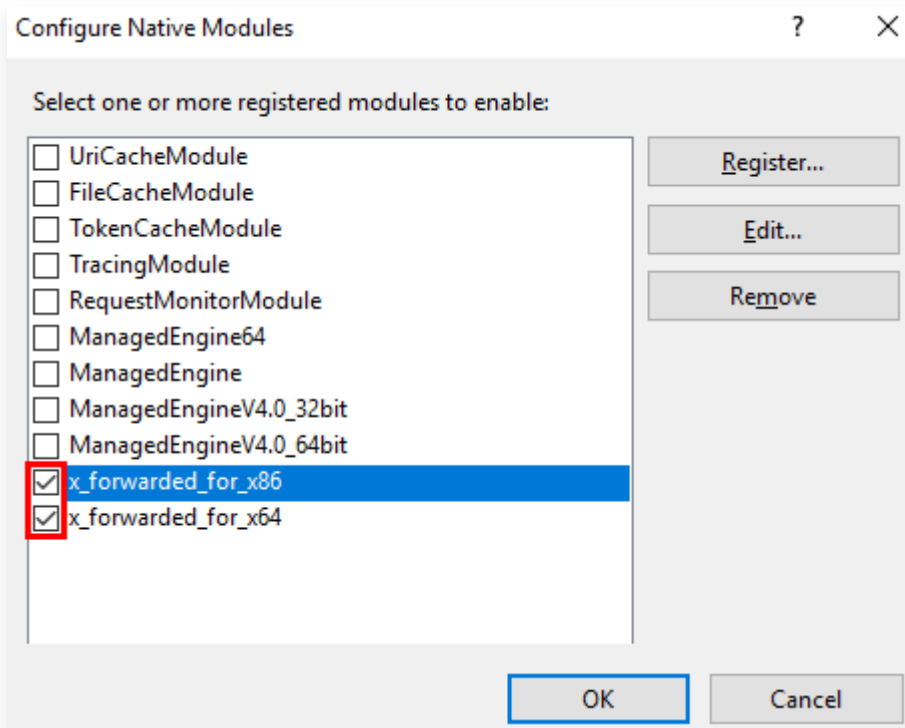 Configure Native Modules
?
Select one or more registered modules to enable:
UriCacheModule
FileCacheModule
TokenCacheModule
TracingModule
RequestMonitorModule
ManagedEngine64
ManagedEngine
ManagedEngineV4.0_32bit
ManagedEngineV4.0_64bit
x_forwarded_for_x86
x_forwarded_for_x64
Register...
Edit...
Remove
OK
Cancel